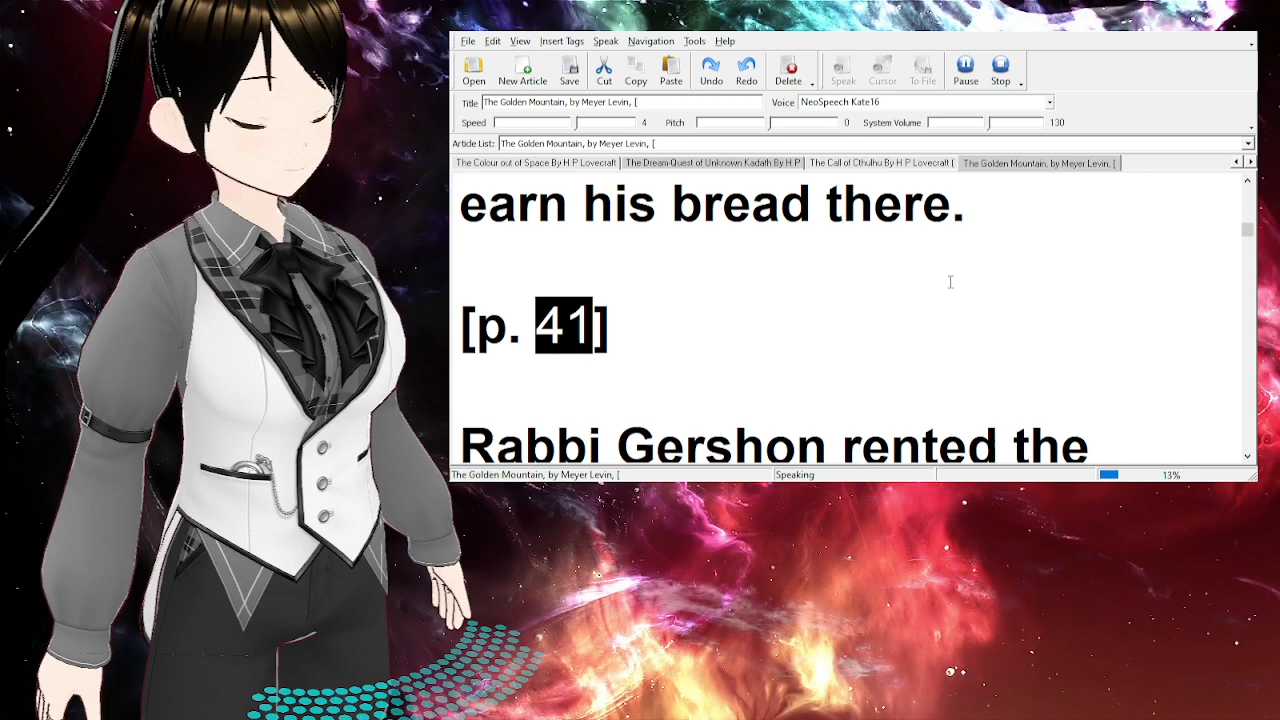 File Edit View Insert Tags Speak Navigation Tools Help
Open New Article Save Cut Copy Paste Undo Redo Delete Speak Cursor To File Pause Stop
Title The Golden Mountain, by Meyer Levin, [ Voice NeoSpeech Kate16
Speed 4 Pitch 0 System Volume 130
Article List: The Golden Mountain, by Meyer Levin, [
The Colour out of Space By H P Lovecraft The Dream-Quest of Unknown Kadath By H P The Call of Cthulhu By H P Lovecraft ( The Golden Mountain, by Meyer Levin, [
earn his bread there.
[p. 41]
Rabbi Gershon rented the
The Golden Mountain, by Meyer Levin, [ Speaking 13%